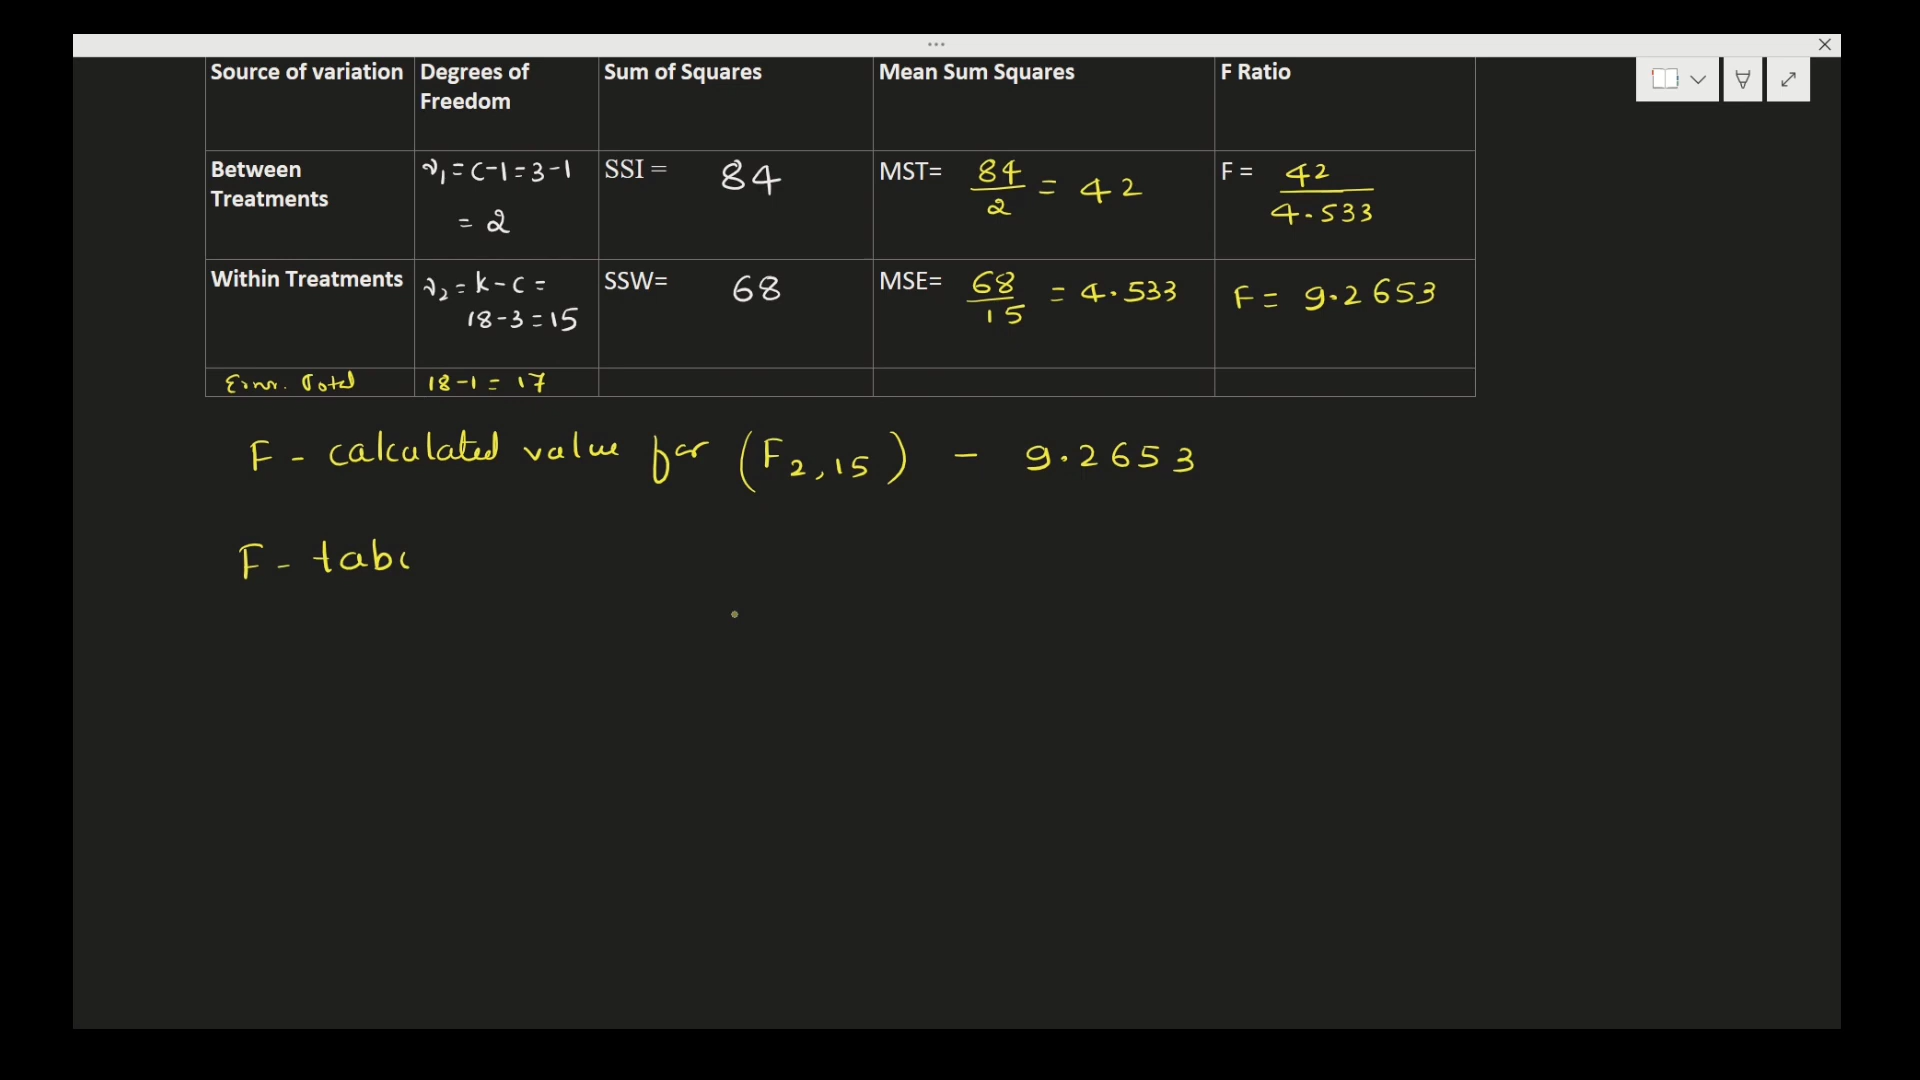 Source of variation Degrees of Freedom Sum of Squares Mean Sum Squares F Ratio
Between Treatments 𝜈1 = c-1 = 3-1 = 2 SSI = 84 MST= 84/2 = 42 F = 42/4.533
Within Treatments 𝜈2 = k-c = 18-3 = 15 SSW= 68 MSE= 68/15 = 4.533 F = 9.2653
Total 18-1 = 17
F - calculated value for (F2,15) - 9.2653
F - tab